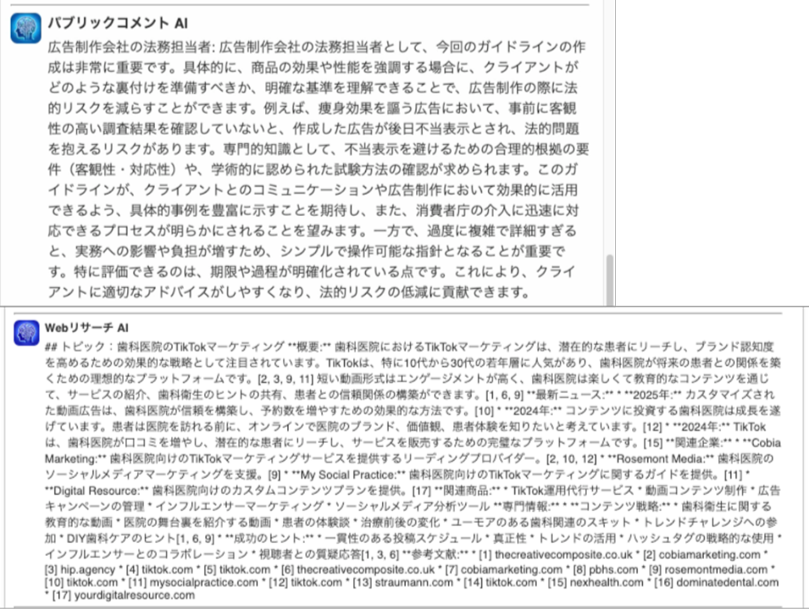 パブリックコメント AI
広告制作会社の法務担当者: 広告制作会社の法務担当者として、今回のガイドラインの作
成は非常に重要です。具体的に、商品の効果や性能を強調する場合に、クライアントが
どのような裏付けを準備すべきか、明確な基準を理解できることで、広告制作の際に法
的リスクを減らすことができます。例えば、痩身効果を謳う広告において、事前に客観
性の高い調査結果を確認していないと、作成した広告が後日不当表示とされ、法的問題
を抱えるリスクがあります。専門的知識として、不当表示を避けるための合理的根拠の要
件（客観性・対応性）や、学術的に認められた試験方法の確認が求められます。このガ
イドラインが、クライアントとのコミュニケーションや広告制作において効果的に活用
できるよう、具体的事例を豊富に示すことを期待し、また、消費者庁の介入に迅速に対
応できるプロセスが明らかにされることを望みます。一方で、過度に複雑で詳細すぎる
と、実務への影響や負担が増すため、シンプルで操作可能な指針となることが重要で
す。特に評価できるのは、期限や過程が明確化されている点です。これにより、クライ
アントに適切なアドバイスがしやすくなり、法的リスクの低減に貢献できます。
Webリサーチ AI
## トピック：歯科医院のTikTokマーケティング **概要:** 歯科医院におけるTikTokマーケティングは、潜在的な患者にリーチし、ブランド認知度
を高めるための効果的な戦略として注目されています。TikTokは、特に10代から30代の若年層に人気があり、歯科医院が将来の患者との関係を築
くための理想的なプラットフォームです。[2, 3, 9, 11] 短い動画形式はエンゲージメントが高く、歯科医院は楽しくて教育的なコンテンツを通じ
て、サービスの紹介、歯科衛生のヒントの共有、患者との信頼関係の構築ができます。[1, 6, 9] **最新ニュース:** * **2025年:** カスタマイズされ
た動画広告は、歯科医院が信頼を構築し、予約数を増やすための効果的な方法です。[10] * **2024年:** コンテンツに投資する歯科医院は成長を遂
げています。患者は医院を訪れる前に、オンラインで医院のブランド、価値観、患者体験を知りたいと考えています。[12] * **2024年:** TikTok
は、歯科医院が口コミを増やし、潜在的な患者にリーチし、サービスを販売するための完璧なプラットフォームです。[15] **関連企業:** * **Cobia
Marketing:** 歯科医院向けのTikTokマーケティングサービスを提供するリーディングプロバイダー。[2, 10, 12] * **Rosemont Media:** 歯科医院の
ソーシャルメディアマーケティングを支援。[9] * **My Social Practice:** 歯科医院向けのTikTokマーケティングに関するガイドを提供。[11] *
**Digital Resource:** 歯科医院向けのカスタムコンテンツプランを提供。[17] **関連商品:** * TikTok運用代行サービス * 動画コンテンツ制作 * 広告
キャンペーンの管理 * インフルエンサーマーケティング * ソーシャルメディア分析ツール **専門情報:** * **コンテンツ戦略:** * 歯科衛生に関する
教育的な動画 * 医院の舞台裏を紹介する動画 * 患者の体験談 * 治療前後の変化 * ユーモアのある歯科関連のスキット * トレンドチャレンジへの参
加 * DIY歯科ケアのヒント[1, 6, 9] * **成功のヒント:** * 一貫性のある投稿スケジュール * 真正性 * トレンドの活用 * ハッシュタグの戦略的な使用 *
インフルエンサーとのコラボレーション * 視聴者との質疑応答[1, 3, 6] **参考文献:** * [1] thecreativecomposite.co.uk * [2] cobiamarketing.com *
[3] hip.agency * [4] tiktok.com * [5] tiktok.com * [6] thecreativecomposite.co.uk * [7] cobiamarketing.com * [8] pbhs.com * [9] rosemontmedia.com *
[10] tiktok.com * [11] mysocialpractice.com * [12] tiktok.com * [13] straumann.com * [14] tiktok.com * [15] nexhealth.com * [16] dominatedental.com
* [17] yourdigitalresource.com